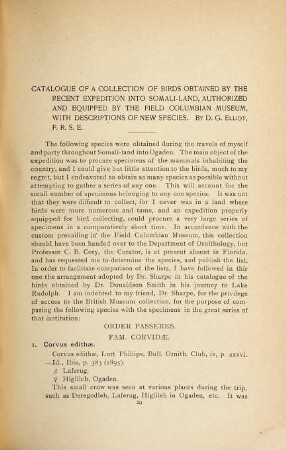 CATALOGUE OF A COLLECTION OF BIRDS OBTAINED BY THE
RECENT EXPEDITION INTO SOMALI-LAND, AUTHORIZED
AND EQUIPPED BY THE FIELD COLUMBIAN MUSEUM,
WITH DESCRIPTIONS OF NEW SPECIES. BY D. G. ELLIOT,
F. R. S. E.
The following species were obtained during the travels of myself
and party throughout Somali-land into Ogaden. The main object of the
expedition was to procure specimens of the mammals inhabiting the
country, and I could give but little attention to the birds, much to my
regret, but I endeavored to obtain as many species as possible without
attempting to gather a series of any one. This will account for the
small number of specimens belonging to any one species. It was not
that they were difficult to collect, for I never was in a land where
birds were more numerous and tame, and an expedition properly
equipped for bird collecting, could procure a very large series of
specimens in a comparatively short time. In accordance with the
custom prevailing in the Field Columbian Museum, this collection
should have been handed over to the Department of Ornithology, but
Professor C. B. Cory, the Curator, is at present absent in Florida,
and has requested me to determine the species, and publish the list.
In order to facilitate comparison of the lists, I have followed in this
one the arrangement adopted by Dr. Sharpe in his catalogue of the
birds obtained by Dr. Donaldson Smith in his journey to Lake
Rudolph. I am indebted to my friend, Dr. Sharpe, for the privilege
of access to the British Museum collection, for the purpose of com-
paring the following species with the specimens in the great series of
that institution:
ORDER PASSERES.
FAM. CORVIDÆ.
1. Corvus edithæ.
Corvus edithæ, Lort Phillips, Bull. Ornith. Club, iv, p. xxxvi.
—Id., Ibis, p. 383 (1895).
♂ Laferug.
♀ Higlileh, Ogaden.
This small crow was seen at various places during the trip,
such as Deregodleh, Laferug, Higlileh in Ogaden, etc. It was
29